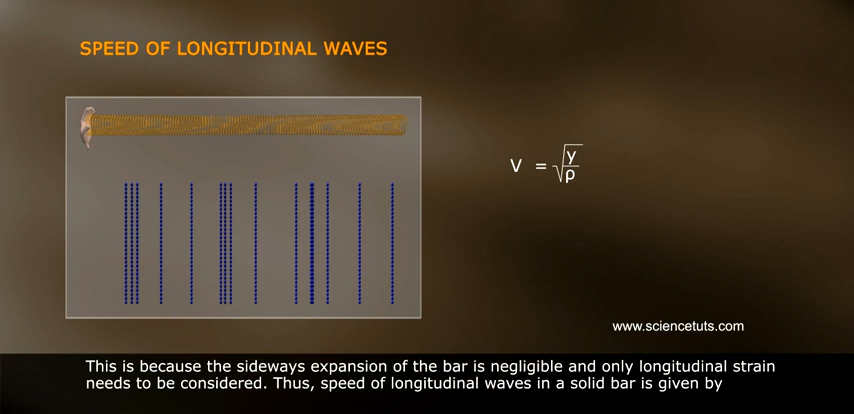 SPEED OF LONGITUDINAL WAVES
V = √y/ρ
www.sciencetuts.com
This is because the sideways expansion of the bar is negligible and only longitudinal strain
needs to be considered. Thus, speed of longitudinal waves in a solid bar is given by